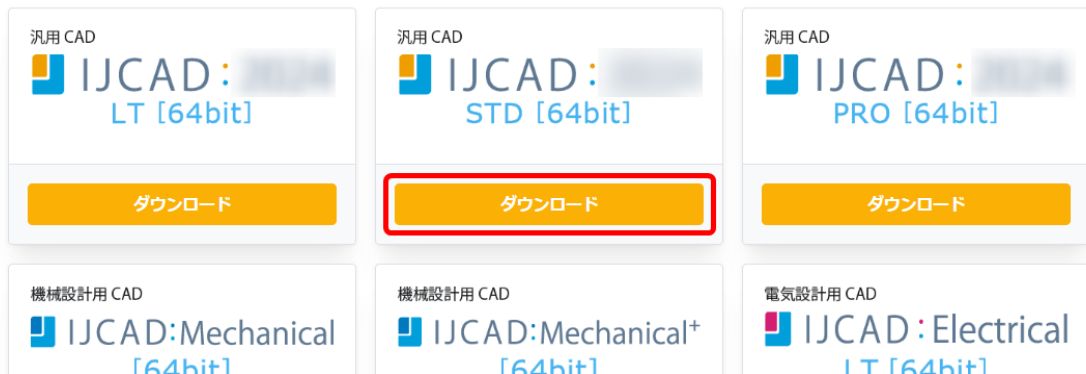 汎用 CAD
IJCAD:
LT [64bit]
ダウンロード
汎用 CAD
IJCAD:
STD [64bit]
ダウンロード
汎用 CAD
IJCAD:
PRO [64bit]
ダウンロード
機械設計用 CAD
IJCAD:Mechanical
[64bit]
機械設計用 CAD
IJCAD:Mechanical+
[64bit]
電気設計用 CAD
IJCAD:Electrical
LT [64bit]